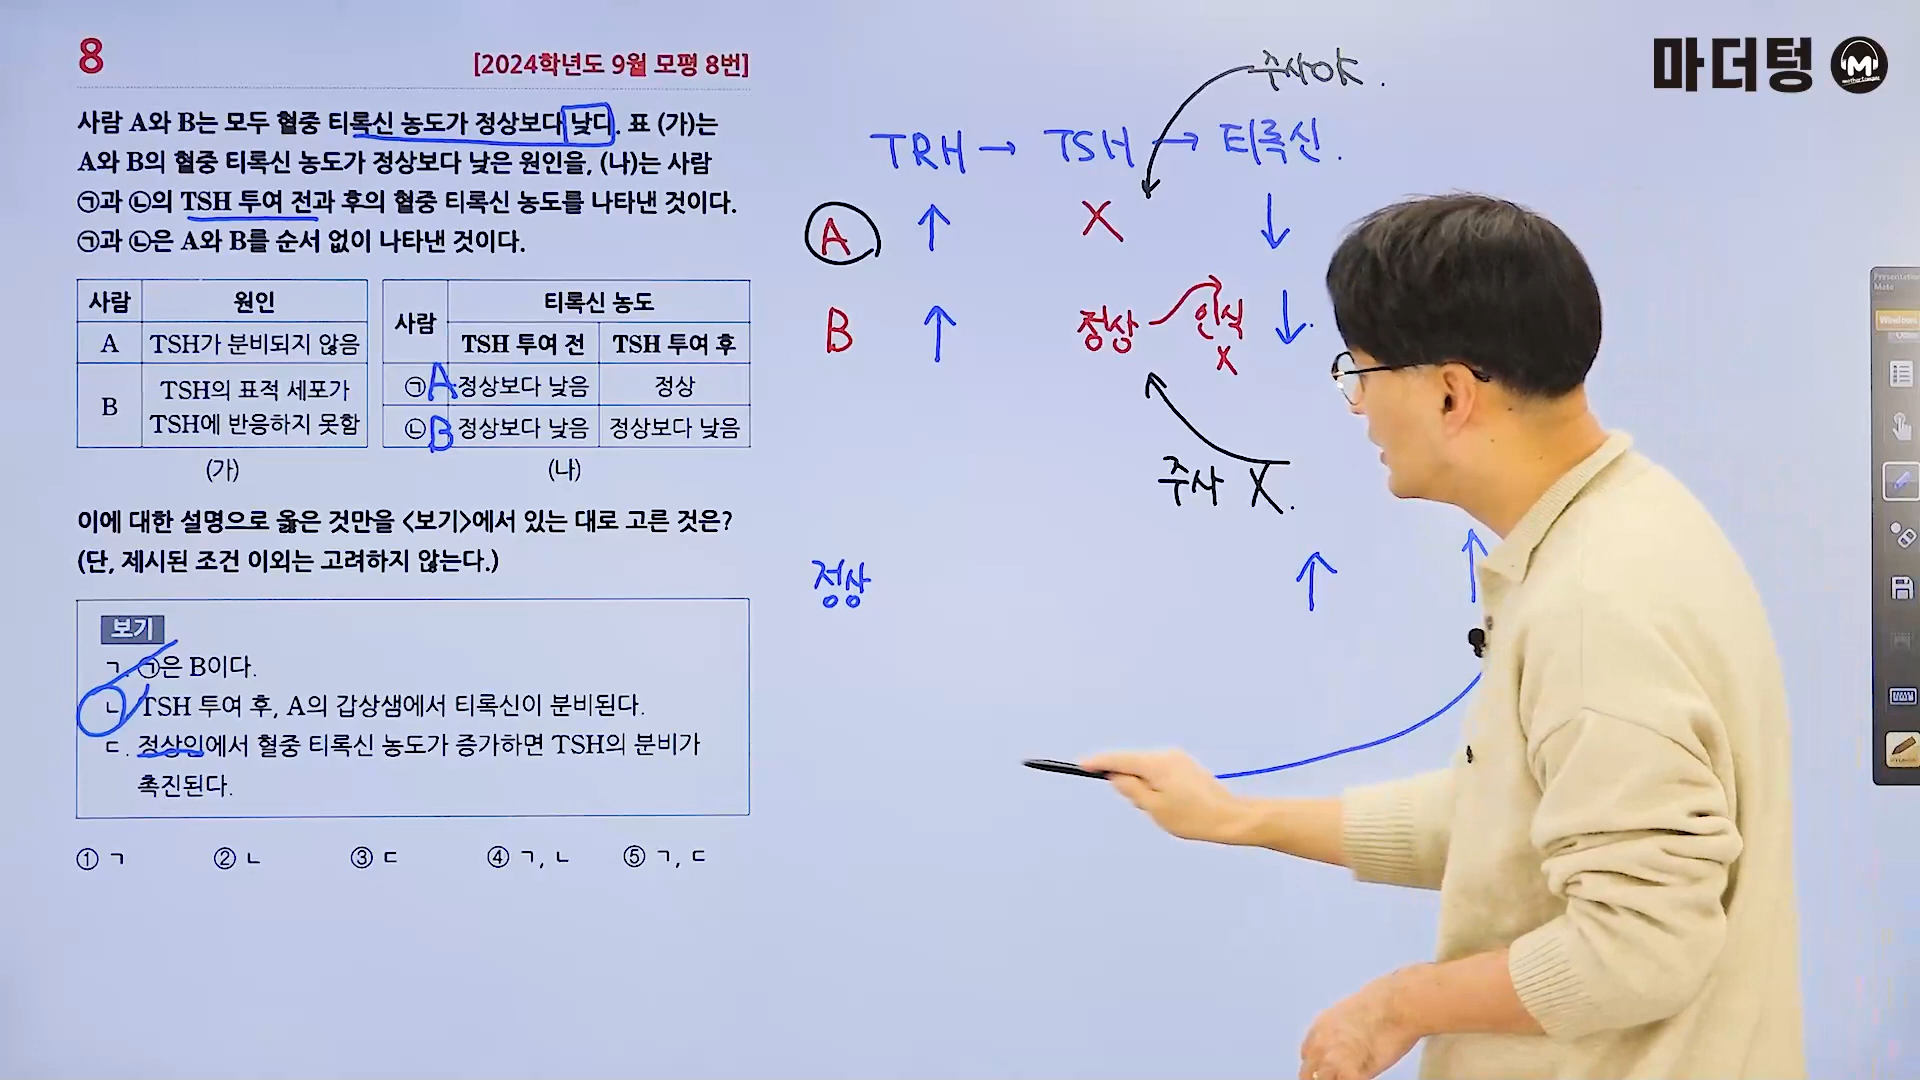 8
[2024학년도 9월 모평 8번]
사람 A와 B는 모두 혈중 티록신 농도가 정상보다 낮다. 표 (가)는
A와 B의 혈중 티록신 농도가 정상보다 낮은 원인을, (나)는 사람
㉠과 ㉡의 TSH 투여 전과 후의 혈중 티록신 농도를 나타낸 것이다.
㉠과 ㉡은 A와 B를 순서 없이 나타낸 것이다.
사람 원인
A TSH가 분비되지 않음
B TSH의 표적 세포가
TSH에 반응하지 못함
(가)
사람 티록신 농도
TSH 투여 전 TSH 투여 후
㉠ A 정상보다 낮음 정상
㉡ B 정상보다 낮음 정상보다 낮음
(나)
이에 대한 설명으로 옳은 것만을 <보기>에서 있는 대로 고른 것은?
(단, 제시된 조건 이외는 고려하지 않는다.)
보기
ㄱ. ㉠은 B이다.
ㄴ. TSH 투여 후, A의 갑상샘에서 티록신이 분비된다.
ㄷ. 정상인에서 혈중 티록신 농도가 증가하면 TSH의 분비가
촉진된다.
① ㄱ ② ㄴ ③ ㄷ ④ ㄱ, ㄴ ⑤ ㄱ, ㄷ
주사 OK.
TRH → TSH → 티록신.
A ↑ X ↓
B ↑ 정상 인식 X ↓
주사 X.
정상 ↑ ↑
마더텅
M